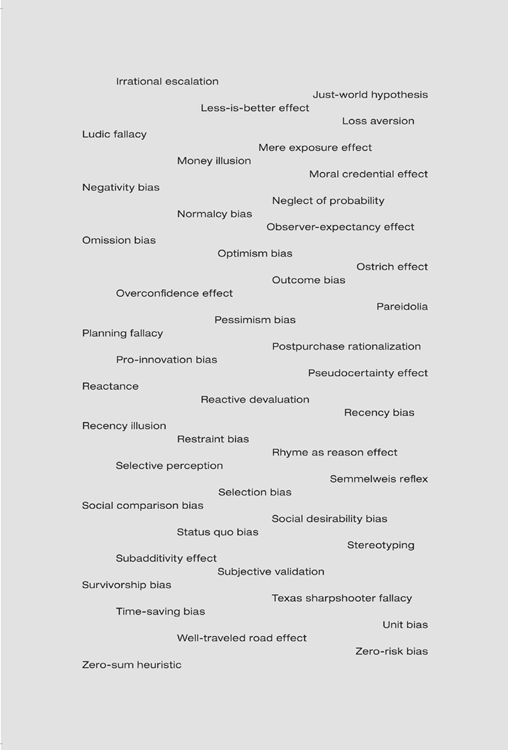 Irrational escalation
Just-world hypothesis
Less-is-better effect
Loss aversion
Ludic fallacy
Mere exposure effect
Money illusion
Moral credential effect
Negativity bias
Neglect of probability
Normalcy bias
Observer-expectancy effect
Omission bias
Optimism bias
Ostrich effect
Outcome bias
Overconfidence effect
Pareidolia
Pessimism bias
Planning fallacy
Postpurchase rationalization
Pro-innovation bias
Pseudocertainty effect
Reactance
Reactive devaluation
Recency bias
Recency illusion
Restraint bias
Rhyme as reason effect
Selective perception
Semmelweis reflex
Selection bias
Social comparison bias
Social desirability bias
Status quo bias
Stereotyping
Subadditivity effect
Subjective validation
Survivorship bias
Texas sharpshooter fallacy
Time-saving bias
Unit bias
Well-traveled road effect
Zero-risk bias
Zero-sum heuristic